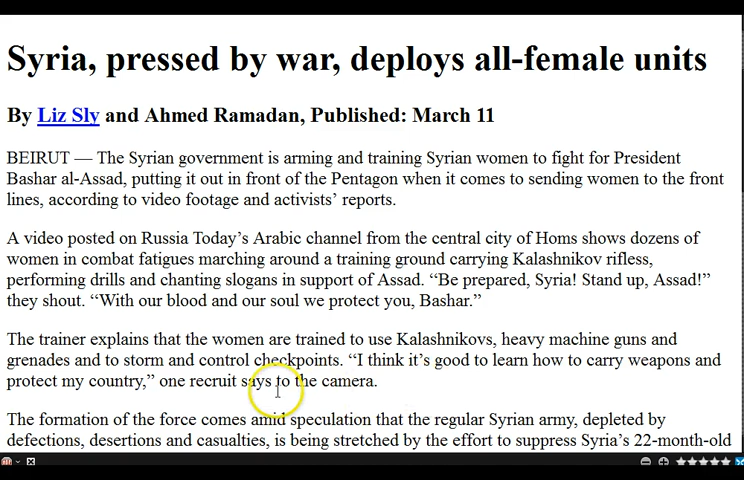 Syria, pressed by war, deploys all-female units
By Liz Sly and Ahmed Ramadan, Published: March 11
BEIRUT — The Syrian government is arming and training Syrian women to fight for President
Bashar al-Assad, putting it out in front of the Pentagon when it comes to sending women to the front
lines, according to video footage and activists’ reports.
A video posted on Russia Today’s Arabic channel from the central city of Homs shows dozens of
women in combat fatigues marching around a training ground carrying Kalashnikov rifless,
performing drills and chanting slogans in support of Assad. “Be prepared, Syria! Stand up, Assad!”
they shout. “With our blood and our soul we protect you, Bashar.”
The trainer explains that the women are trained to use Kalashnikovs, heavy machine guns and
grenades and to storm and control checkpoints. “I think it’s good to learn how to carry weapons and
protect my country,” one recruit says to the camera.
The formation of the force comes amid speculation that the regular Syrian army, depleted by
defections, desertions and casualties, is being stretched by the effort to suppress Syria’s 22-month-old